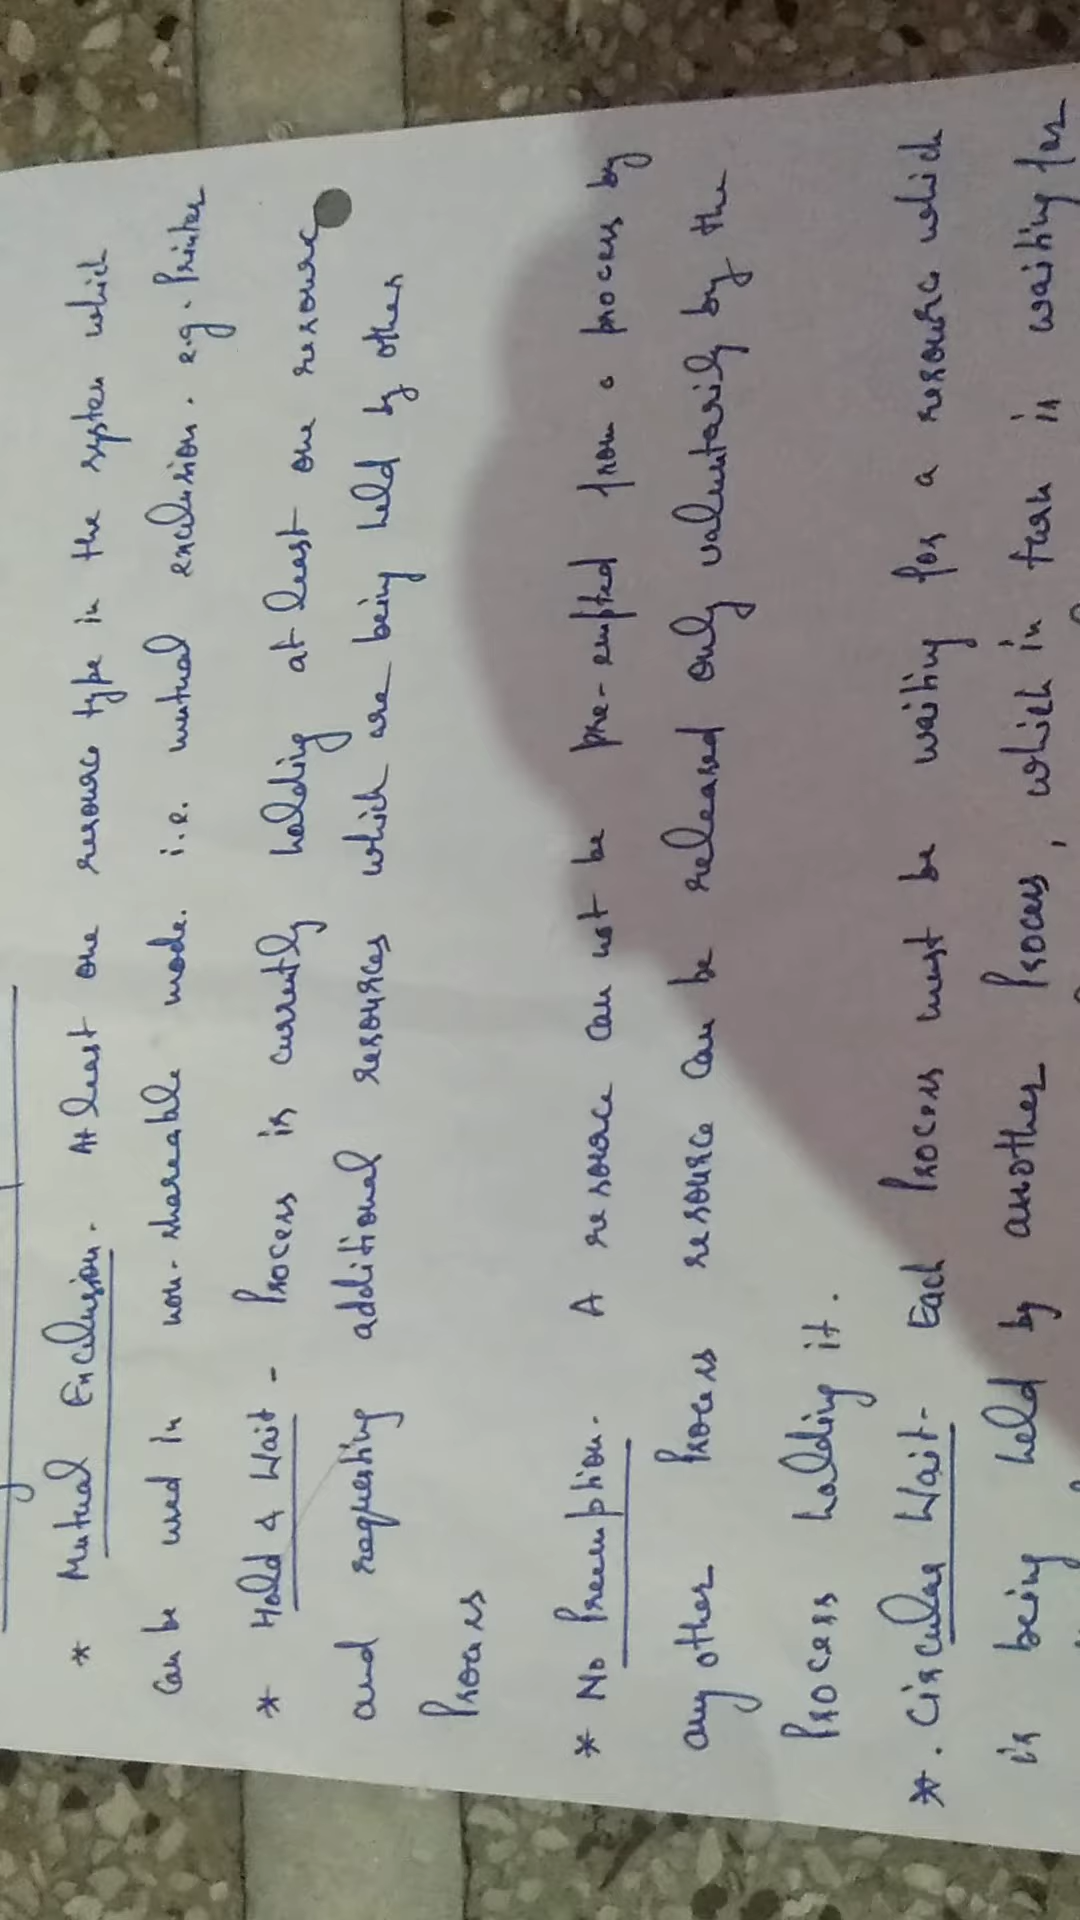 * Mutual Exclusion. At least one resource type in the system which
Can be used in non-shareable mode. i.e. mutual exclusion. e.g. Printer
* Hold & Wait - Process is currently holding at least one resource
and requesting additional resources which are being held by other
Process
* No Preemption. A resource can not be pre-empted from a process by
any other Process resource can be released only valuntarily by the
Process holding it.
*. Circular Wait- Each Process must be waiting for a resource which
is being held by another Process, which in turn is waiting for